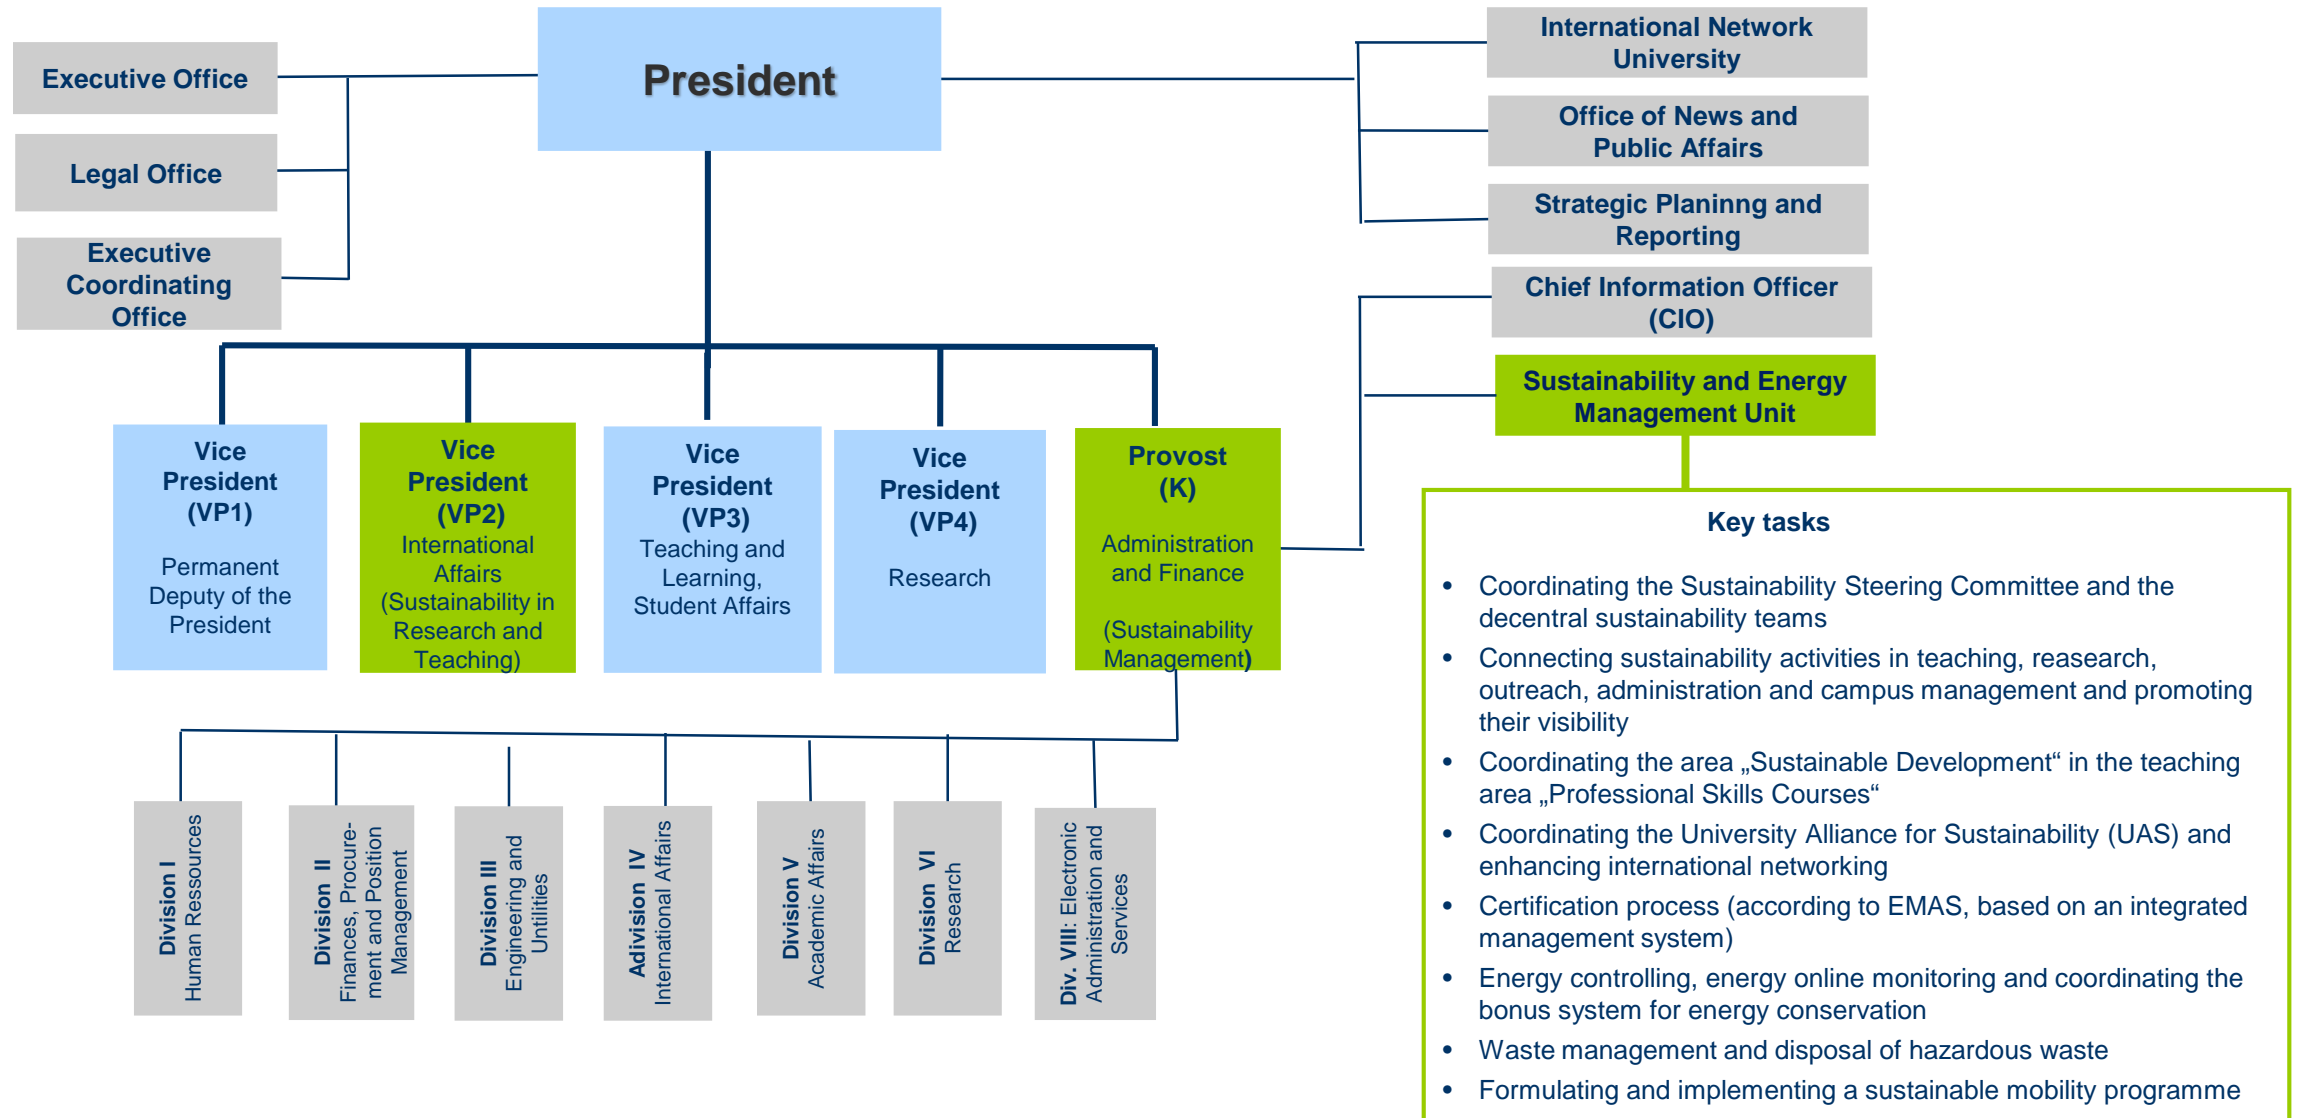 President
Executive Office
Legal Office
Executive
Coordinating
Office
International Network
University
Office of News and
Public Affairs
Strategic Planinng and
Reporting
Chief Information Officer
(CIO)
Sustainability and Energy
Management Unit
Vice
President
(VP1)
Permanent
Deputy of the
President
Vice
President
(VP2)
International
Affairs
(Sustainability in
Research and
Teaching)
Vice
President
(VP3)
Teaching and
Learning,
Student Affairs
Vice
President
(VP4)
Research
Provost
(K)
Administration
and Finance
(Sustainability
Management)
Division I
Human Ressources
Division II
Finances, Procure-
ment and Position
Management
Division III
Engineering and
Untilities
Adivision IV
International Affairs
Division V
Academic Affairs
Division VI
Research
Div. VIII: Electronic
Administration and
Services
Key tasks
• Coordinating the Sustainability Steering Committee and the
decentral sustainability teams
• Connecting sustainability activities in teaching, reasearch,
outreach, administration and campus management and promoting
their visibility
• Coordinating the area „Sustainable Development“ in the teaching
area „Professional Skills Courses“
• Coordinating the University Alliance for Sustainability (UAS) and
enhancing international networking
• Certification process (according to EMAS, based on an integrated
management system)
• Energy controlling, energy online monitoring and coordinating the
bonus system for energy conservation
• Waste management and disposal of hazardous waste
• Formulating and implementing a sustainable mobility programme